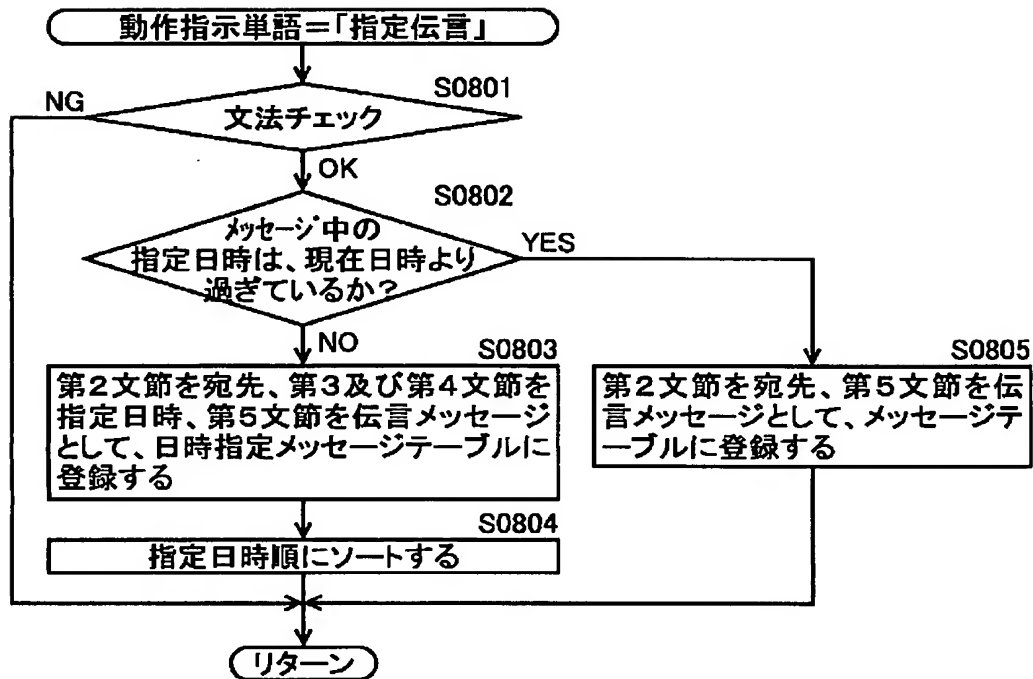 動作指示単語=「指定伝言」
S0801
NG
文法チェック
OK
S0802
メッセージ中の
指定日時は、現在日時より
過ぎているか?
YES
NO
S0803
第2文節を宛先、第3及び第4文節を
指定日時、第5文節を伝言メッセージ
として、日時指定メッセージテーブルに
登録する
S0805
第2文節を宛先、第5文節を伝
言メッセージとして、メッセージテ
ーブルに登録する
S0804
指定日時順にソートする
リターン